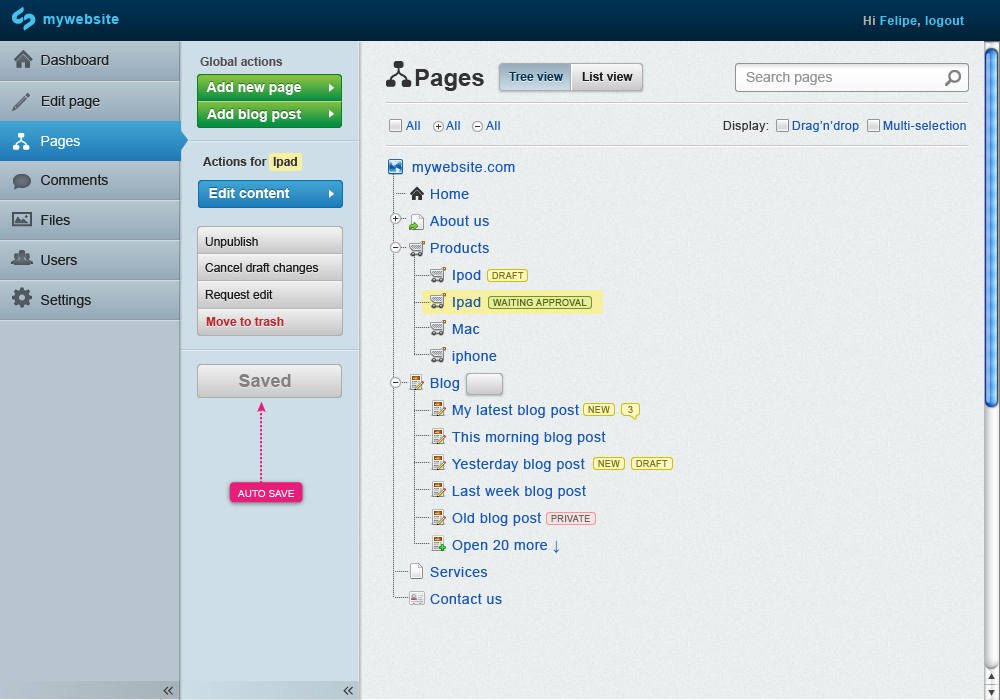 mywebsite
Hi Felipe, logout
Dashboard
Edit page
Pages
Comments
Files
Users
Settings
Global actions
Add new page
Add blog post
Actions for Ipad
Edit content
Unpublish
Cancel draft changes
Request edit
Move to trash
Saved
AUTO SAVE
Pages
Tree view List view
Search pages
All All All
Display: Drag'n'drop Multi-selection
mywebsite.com
Home
About us
Products
Ipod DRAFT
Ipad WAITING APPROVAL
Mac
iphone
Blog
My latest blog post NEW 3
This morning blog post
Yesterday blog post NEW DRAFT
Last week blog post
Old blog post PRIVATE
Open 20 more ↓
Services
Contact us